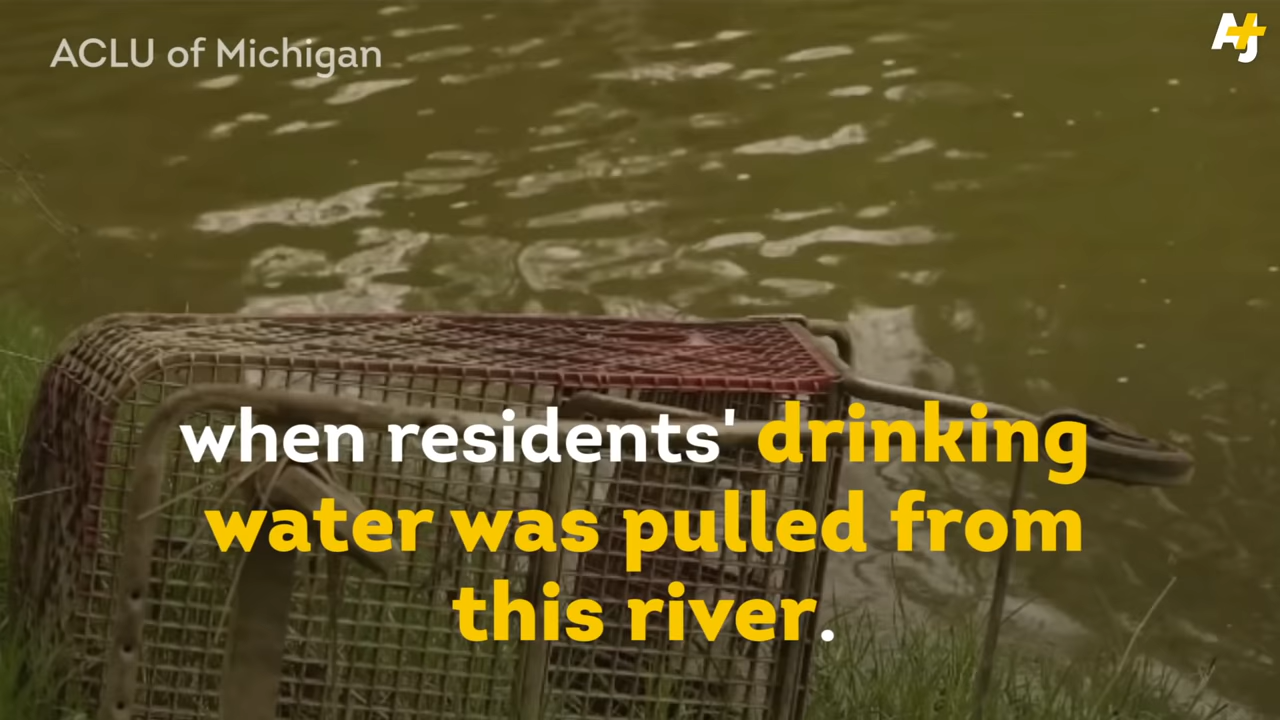 ACLU of Michigan
AJ+
when residents' drinking
water was pulled from
this river.